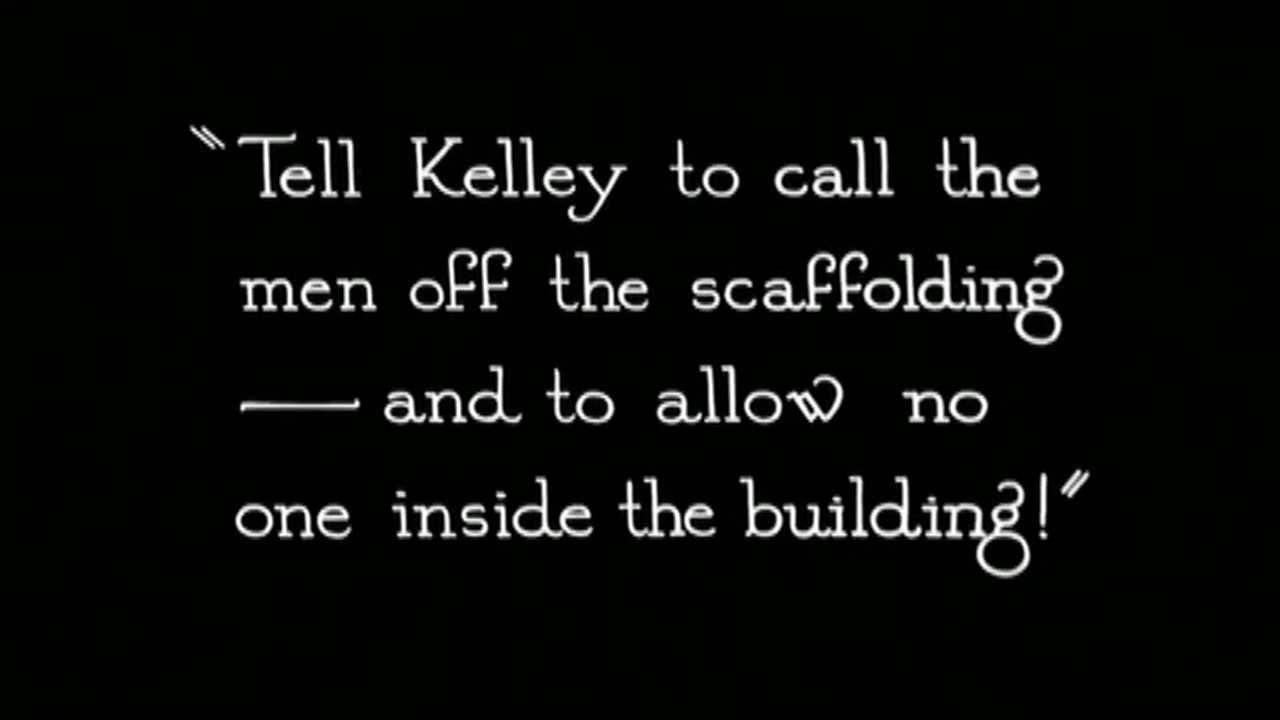 "Tell Kelley to call the
men off the scaffolding
— and to allow no
one inside the building!"